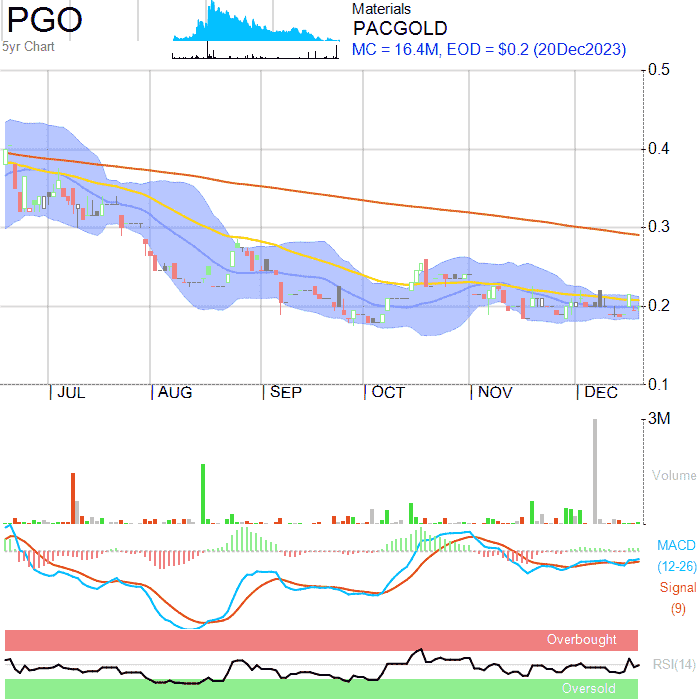 PGO
5yr Chart
Materials
PACGOLD
MC = 16.4M, EOD = $0.2 (20Dec2023)
0.5
0.4
0.3
0.2
0.1
JUL AUG SEP OCT NOV DEC
3M
Volume
MACD
(12-26)
Signal
(9)
Overbought
RSI(14)
Oversold